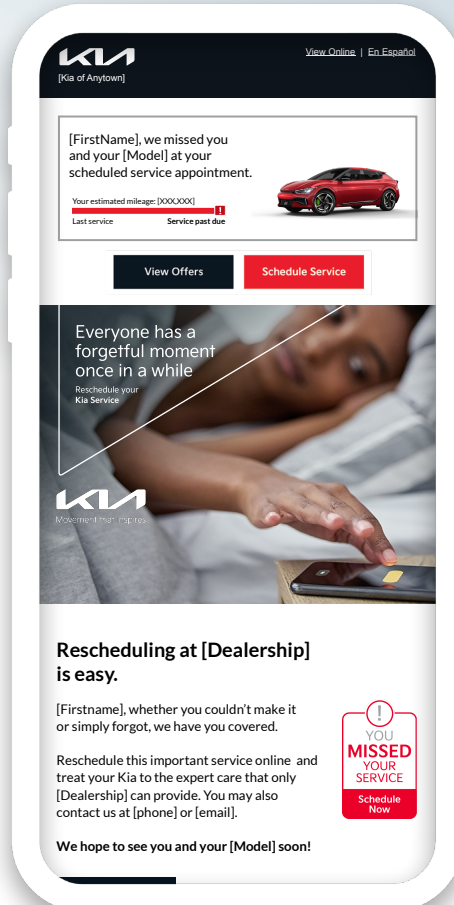 KIA
View Online | En Español
[Kia of Anytown]
[FirstName], we missed you
and your [Model] at your
scheduled service appointment.
Your estimated mileage: [XXX,XXX]
!
Last service Service past due
View Offers Schedule Service
Everyone has a
forgetful moment
once in a while
Reschedule your
Kia Service
KIA
Movement that inspires
Rescheduling at [Dealership]
is easy.
[Firstname], whether you couldn’t make it
or simply forgot, we have you covered.
Reschedule this important service online and
treat your Kia to the expert care that only
[Dealership] can provide. You may also
contact us at [phone] or [email].
We hope to see you and your [Model] soon!
!
YOU
MISSED
YOUR
SERVICE
Schedule
Now